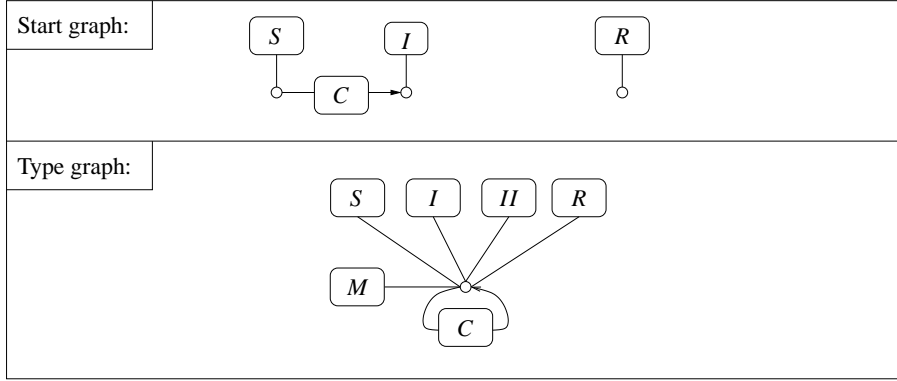 Start graph:
S I R
C
Type graph:
S I II R
M
C